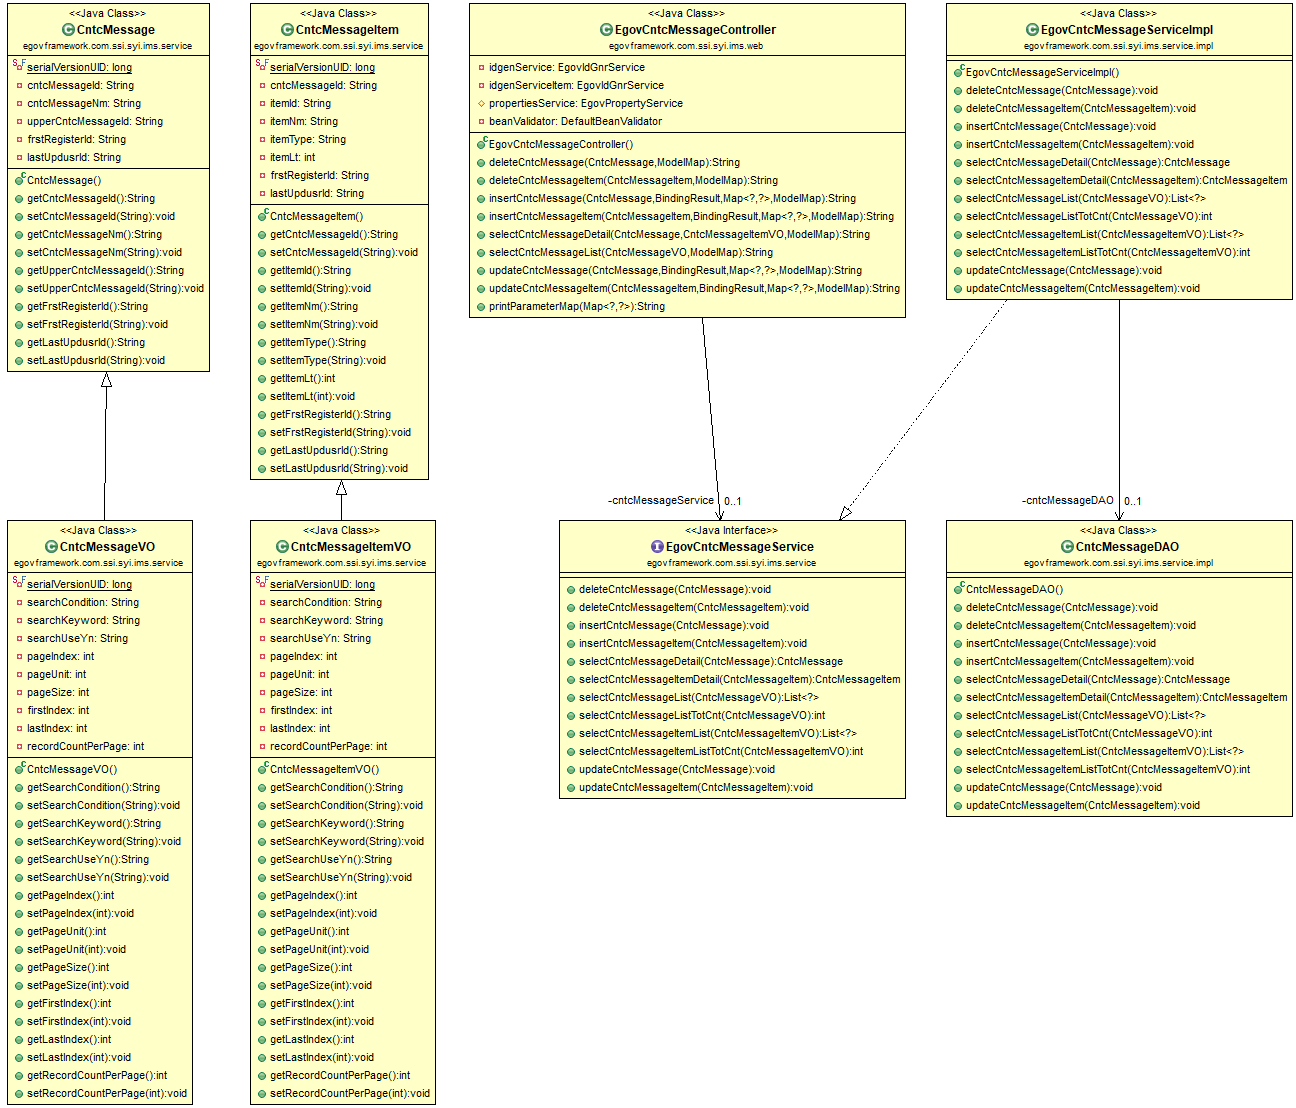 <<Java Class>>
CntcMessage
egovframework.com.ssi.syi.ims.service
serialVersionUID: long
cntcMessageId: String
cntcMessageNm: String
upperCntcMessageId: String
frstRegisterId: String
lastUpdusrId: String
CntcMessage()
getCntcMessageId():String
setCntcMessageId(String):void
getCntcMessageNm():String
setCntcMessageNm(String):void
getUpperCntcMessageId():String
setUpperCntcMessageId(String):void
getFrstRegisterId():String
setFrstRegisterId(String):void
getLastUpdusrId():String
setLastUpdusrId(String):void
<<Java Class>>
CntcMessageItem
egovframework.com.ssi.syi.ims.service
serialVersionUID: long
cntcMessageId: String
itemId: String
itemNm: String
itemType: String
itemLt: int
frstRegisterId: String
lastUpdusrId: String
CntcMessageItem()
getCntcMessageId():String
setCntcMessageId(String):void
getItemId():String
setItemId(String):void
getItemNm():String
setItemNm(String):void
getItemType():String
setItemType(String):void
getItemLt():int
setItemLt(int):void
getFrstRegisterId():String
setFrstRegisterId(String):void
getLastUpdusrId():String
setLastUpdusrId(String):void
<<Java Class>>
EgovCntcMessageController
egovframework.com.ssi.syi.ims.web
idgenService: EgovIdGnrService
idgenServiceItem: EgovIdGnrService
propertiesService: EgovPropertyService
beanValidator: DefaultBeanValidator
EgovCntcMessageController()
deleteCntcMessage(CntcMessage,ModelMap):String
deleteCntcMessageItem(CntcMessageItem,ModelMap):String
insertCntcMessage(CntcMessage,BindingResult,Map<?,?>,ModelMap):String
insertCntcMessageItem(CntcMessageItem,BindingResult,Map<?,?>,ModelMap):String
selectCntcMessageDetail(CntcMessage,CntcMessageItemVO,ModelMap):String
selectCntcMessageList(CntcMessageVO,ModelMap):String
updateCntcMessage(CntcMessage,BindingResult,Map<?,?>,ModelMap):String
updateCntcMessageItem(CntcMessageItem,BindingResult,Map<?,?>,ModelMap):String
printParameterMap(Map<?,?>):String
<<Java Class>>
EgovCntcMessageServiceImpl
egovframework.com.ssi.syi.ims.service.impl
EgovCntcMessageServiceImpl()
deleteCntcMessage(CntcMessage):void
deleteCntcMessageItem(CntcMessageItem):void
insertCntcMessage(CntcMessage):void
insertCntcMessageItem(CntcMessageItem):void
selectCntcMessageDetail(CntcMessage):CntcMessage
selectCntcMessageItemDetail(CntcMessageItem):CntcMessageItem
selectCntcMessageList(CntcMessageVO):List<?>
selectCntcMessageListTotCnt(CntcMessageVO):int
selectCntcMessageItemList(CntcMessageItemVO):List<?>
selectCntcMessageItemListTotCnt(CntcMessageItemVO):int
updateCntcMessage(CntcMessage):void
updateCntcMessageItem(CntcMessageItem):void
-cntcMessageService 0..1
-cntcMessageDAO 0..1
<<Java Class>>
CntcMessageVO
egovframework.com.ssi.syi.ims.service
serialVersionUID: long
searchCondition: String
searchKeyword: String
searchUseYn: String
pageIndex: int
pageUnit: int
pageSize: int
firstIndex: int
lastIndex: int
recordCountPerPage: int
CntcMessageVO()
getSearchCondition():String
setSearchCondition(String):void
getSearchKeyword():String
setSearchKeyword(String):void
getSearchUseYn():String
setSearchUseYn(String):void
getPageIndex():int
setPageIndex(int):void
getPageUnit():int
setPageUnit(int):void
getPageSize():int
setPageSize(int):void
getFirstIndex():int
setFirstIndex(int):void
getLastIndex():int
setLastIndex(int):void
getRecordCountPerPage():int
setRecordCountPerPage(int):void
<<Java Class>>
CntcMessageItemVO
egovframework.com.ssi.syi.ims.service
serialVersionUID: long
searchCondition: String
searchKeyword: String
searchUseYn: String
pageIndex: int
pageUnit: int
pageSize: int
firstIndex: int
lastIndex: int
recordCountPerPage: int
CntcMessageItemVO()
getSearchCondition():String
setSearchCondition(String):void
getSearchKeyword():String
setSearchKeyword(String):void
getSearchUseYn():String
setSearchUseYn(String):void
getPageIndex():int
setPageIndex(int):void
getPageUnit():int
setPageUnit(int):void
getPageSize():int
setPageSize(int):void
getFirstIndex():int
setFirstIndex(int):void
getLastIndex():int
setLastIndex(int):void
getRecordCountPerPage():int
setRecordCountPerPage(int):void
<<Java Interface>>
EgovCntcMessageService
egovframework.com.ssi.syi.ims.service
deleteCntcMessage(CntcMessage):void
deleteCntcMessageItem(CntcMessageItem):void
insertCntcMessage(CntcMessage):void
insertCntcMessageItem(CntcMessageItem):void
selectCntcMessageDetail(CntcMessage):CntcMessage
selectCntcMessageItemDetail(CntcMessageItem):CntcMessageItem
selectCntcMessageList(CntcMessageVO):List<?>
selectCntcMessageListTotCnt(CntcMessageVO):int
selectCntcMessageItemList(CntcMessageItemVO):List<?>
selectCntcMessageItemListTotCnt(CntcMessageItemVO):int
updateCntcMessage(CntcMessage):void
updateCntcMessageItem(CntcMessageItem):void
<<Java Class>>
CntcMessageDAO
egovframework.com.ssi.syi.ims.service.impl
CntcMessageDAO()
deleteCntcMessage(CntcMessage):void
deleteCntcMessageItem(CntcMessageItem):void
insertCntcMessage(CntcMessage):void
insertCntcMessageItem(CntcMessageItem):void
selectCntcMessageDetail(CntcMessage):CntcMessage
selectCntcMessageItemDetail(CntcMessageItem):CntcMessageItem
selectCntcMessageList(CntcMessageVO):List<?>
selectCntcMessageListTotCnt(CntcMessageVO):int
selectCntcMessageItemList(CntcMessageItemVO):List<?>
selectCntcMessageItemListTotCnt(CntcMessageItemVO):int
updateCntcMessage(CntcMessage):void
updateCntcMessageItem(CntcMessageItem):void